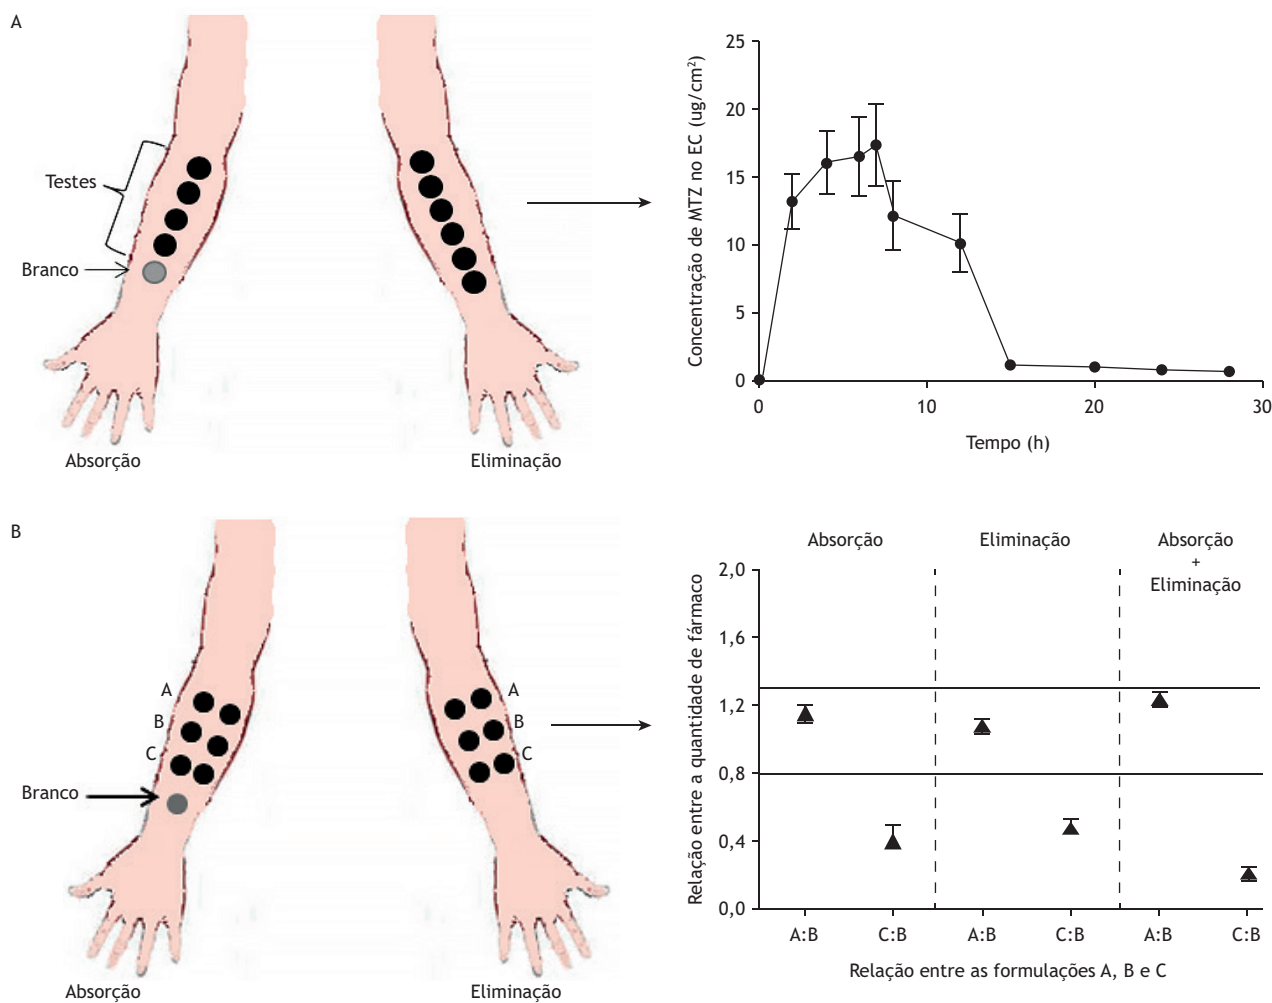 A
Testes
Branco
Absorção
Eliminação
Concentração de MTZ no EC (ug/cm²)
25
20
15
10
5
0
0
10
20
30
Tempo (h)
B
A
B
C
Branco
Absorção
A
B
C
Eliminação
Absorção
Eliminação
Absorção
+
Eliminação
Relação entre a quantidade de fármaco
2,0
1,6
1,2
0,8
0,4
0,0
A:B
C:B
A:B
C:B
A:B
C:B
Relação entre as formulações A, B e C